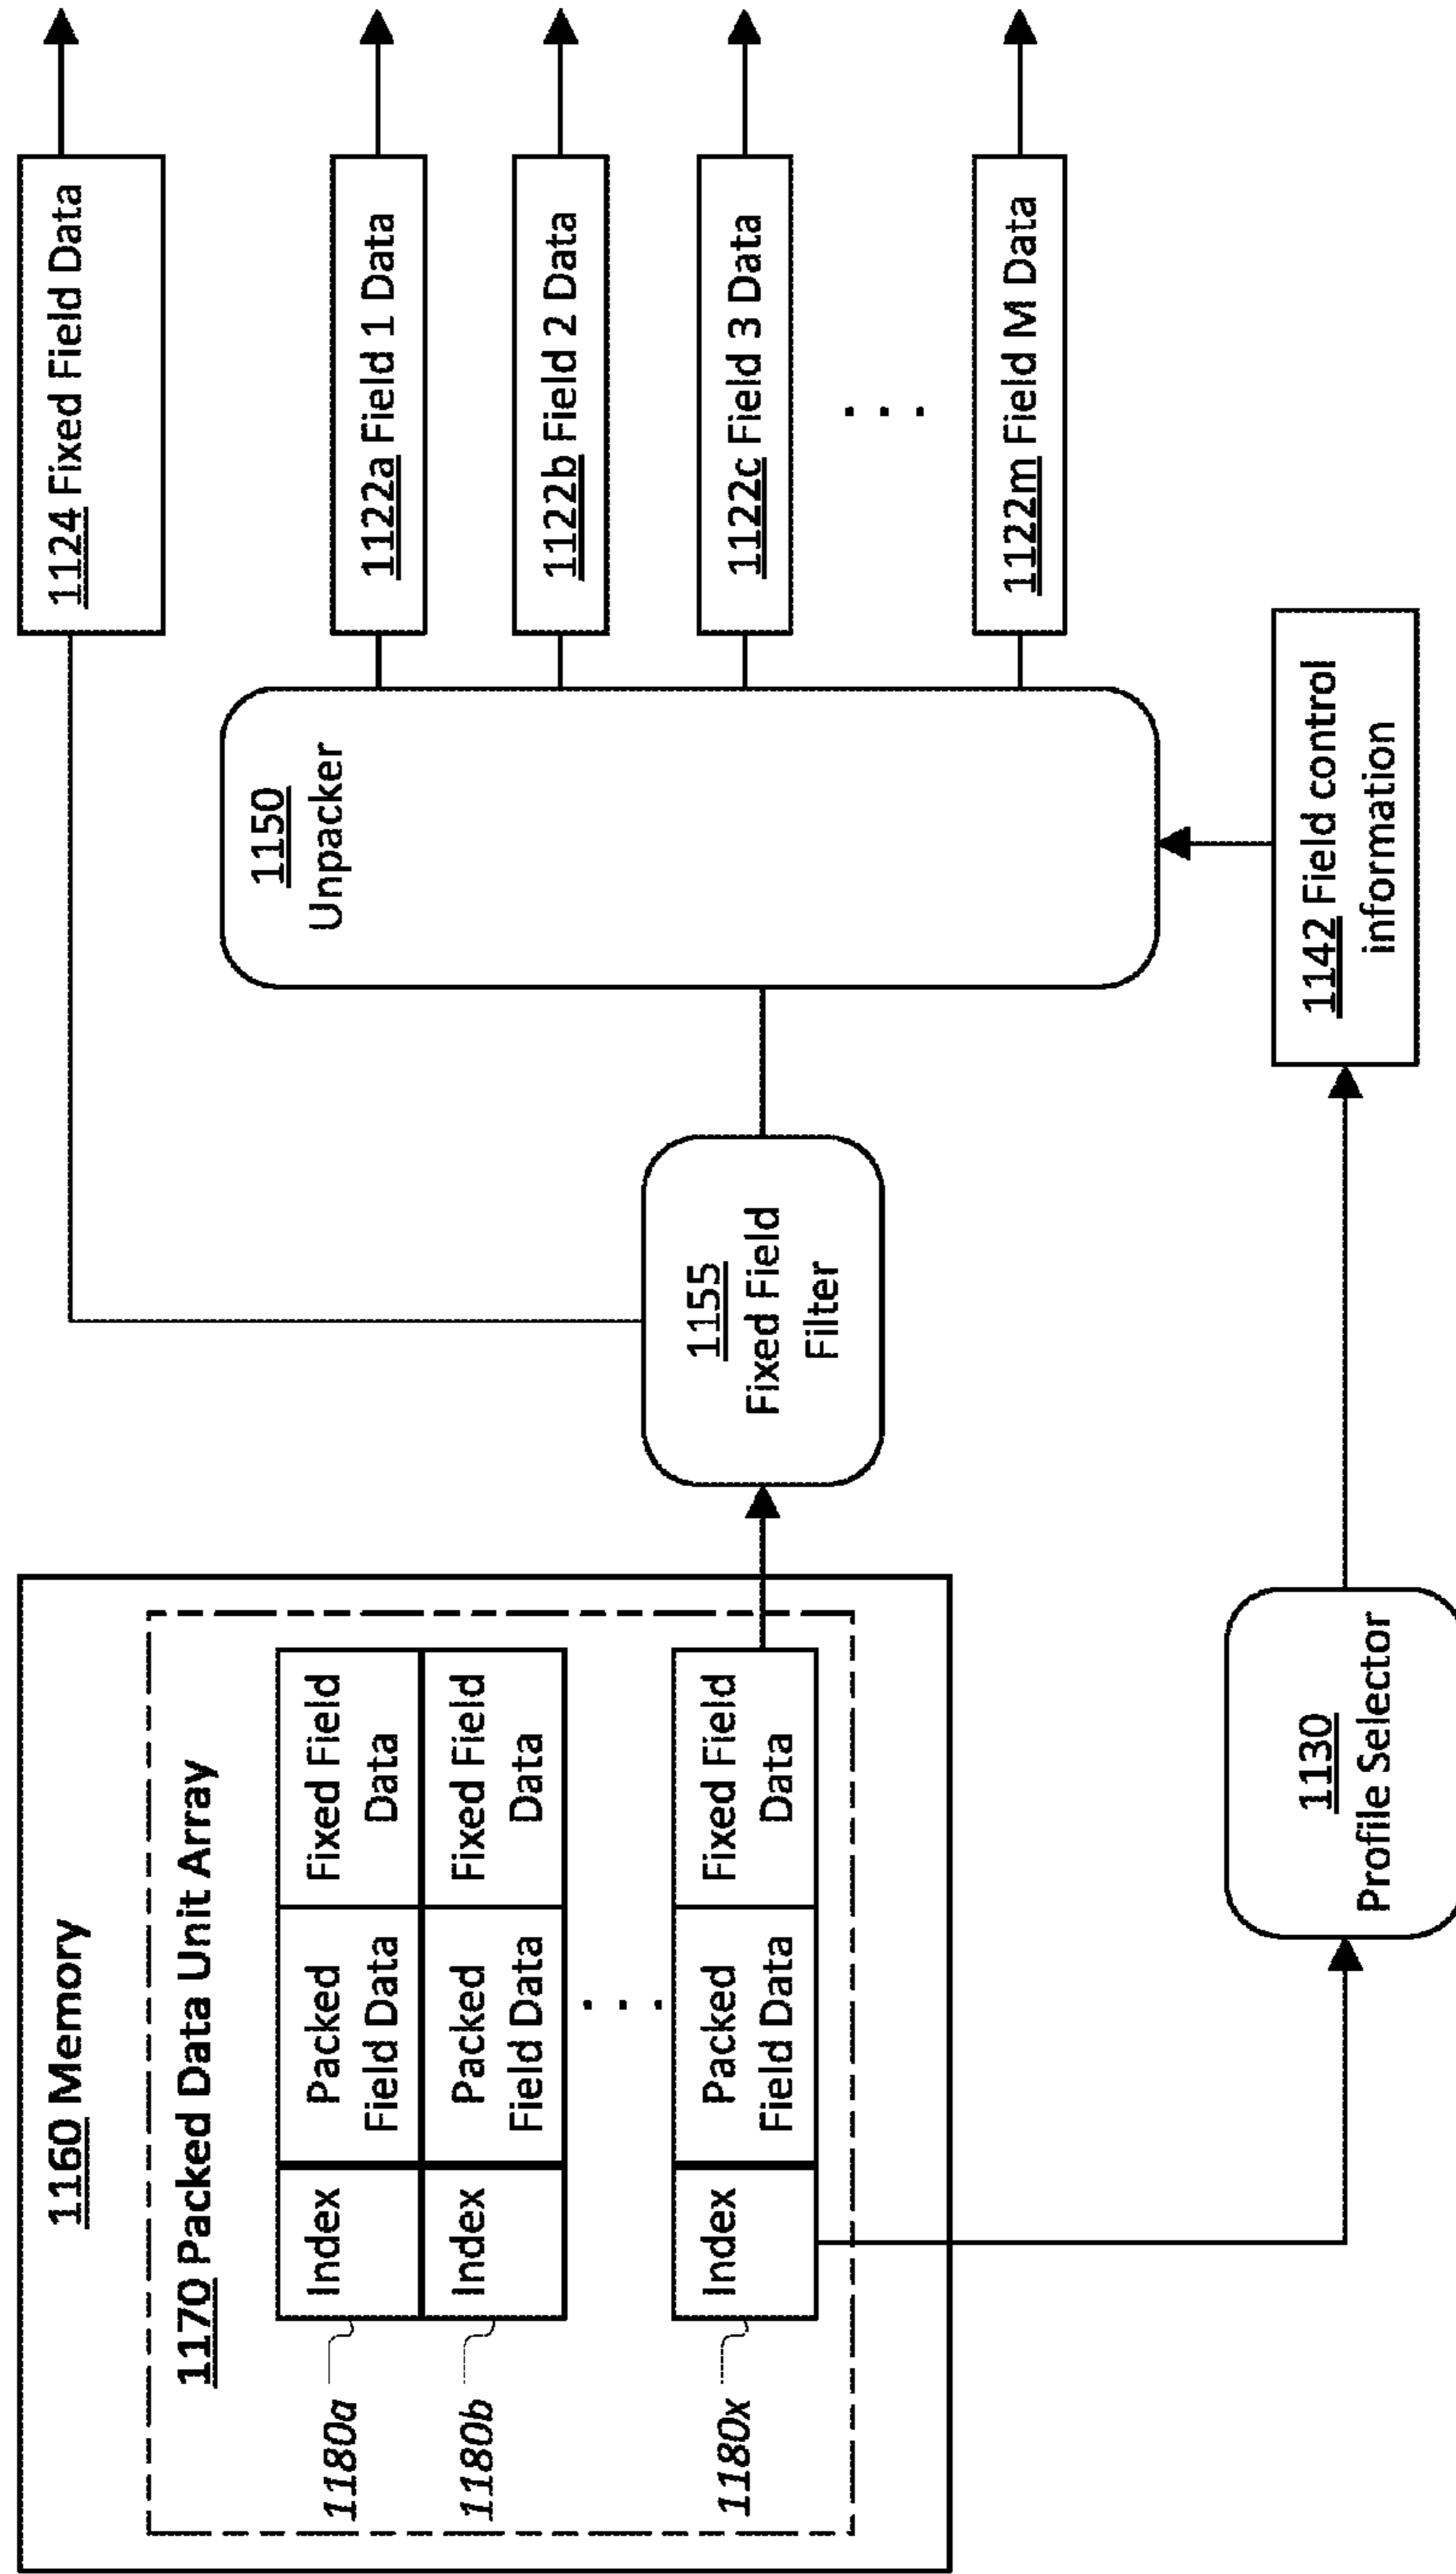 1160 Memory
1170 Packed Data Unit Array
1180a
Index
Packed
Field Data
Fixed Field
Data
1180b
Index
Packed
Field Data
Fixed Field
Data
. . .
1180x
Index
Packed
Field Data
Fixed Field
Data
1130
Profile Selector
1155
Fixed Field
Filter
1150
Unpacker
1142 Field control
information
1124 Fixed Field Data
1122a Field 1 Data
1122b Field 2 Data
1122c Field 3 Data
. . .
1122m Field M Data